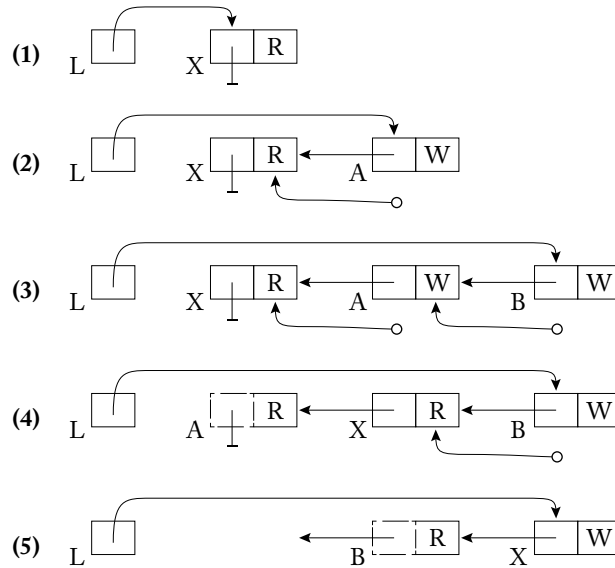 (1) L X R
(2) L X R A W
(3) L X R A W B W
(4) L A R X R B W
(5) L B R X W